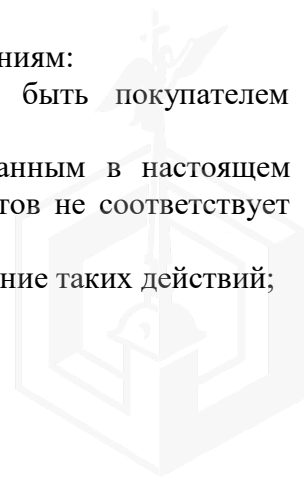 ниям:
быть покупателем
анным в настоящем
тов не соответствует
ние таких действий;